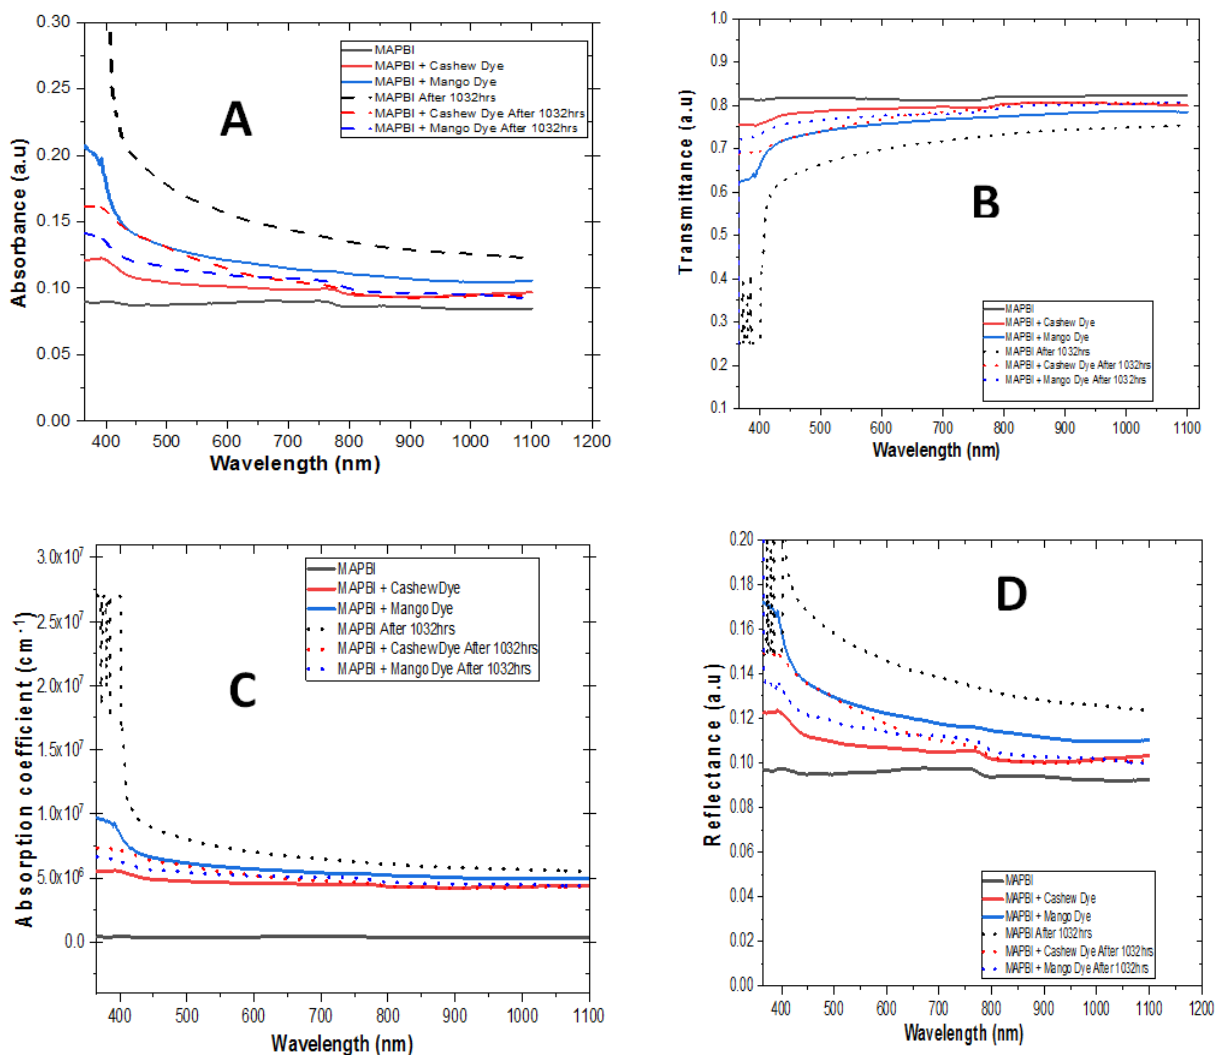 0.30
0.25
0.20
0.15
0.10
0.05
0.00
Absorbance (a.u)
MAPBI
MAPBI + Cashew Dye
MAPBI + Mango Dye
MAPBI After 1032hrs
MAPBI + Cashew Dye After 1032hrs
MAPBI + Mango Dye After 1032hrs
A
400 500 600 700 800 900 1000 1100 1200
Wavelength (nm)
1.0
0.9
0.8
0.7
0.6
0.5
0.4
0.3
0.2
0.1
Transmittance (a.u)
B
MAPBI
MAPBI + Cashew Dye
MAPBI + Mango Dye
MAPBI After 1032hrs
MAPBI + Cashew Dye After 1032hrs
MAPBI + Mango Dye After 1032hrs
400 500 600 700 800 900 1000 1100
Wavelength (nm)
3.0x10⁷
2.5x10⁷
2.0x10⁷
1.5x10⁷
1.0x10⁷
5.0x10⁶
0.0
Absorption coefficient (cm⁻¹)
MAPBI
MAPBI + CashewDye
MAPBI + Mango Dye
MAPBI After 1032hrs
MAPBI + CashewDye After 1032hrs
MAPBI + Mango Dye After 1032hrs
C
400 500 600 700 800 900 1000 1100
Wavelength (nm)
0.20
0.18
0.16
0.14
0.12
0.10
0.08
0.06
0.04
0.02
0.00
Reflectance (a.u)
D
MAPBI
MAPBI + Cashew Dye
MAPBI + Mango Dye
MAPBI After 1032hrs
MAPBI + Cashew Dye After 1032hrs
MAPBI + Mango Dye After 1032hrs
400 500 600 700 800 900 1000 1100 1200
Wavelength (nm)